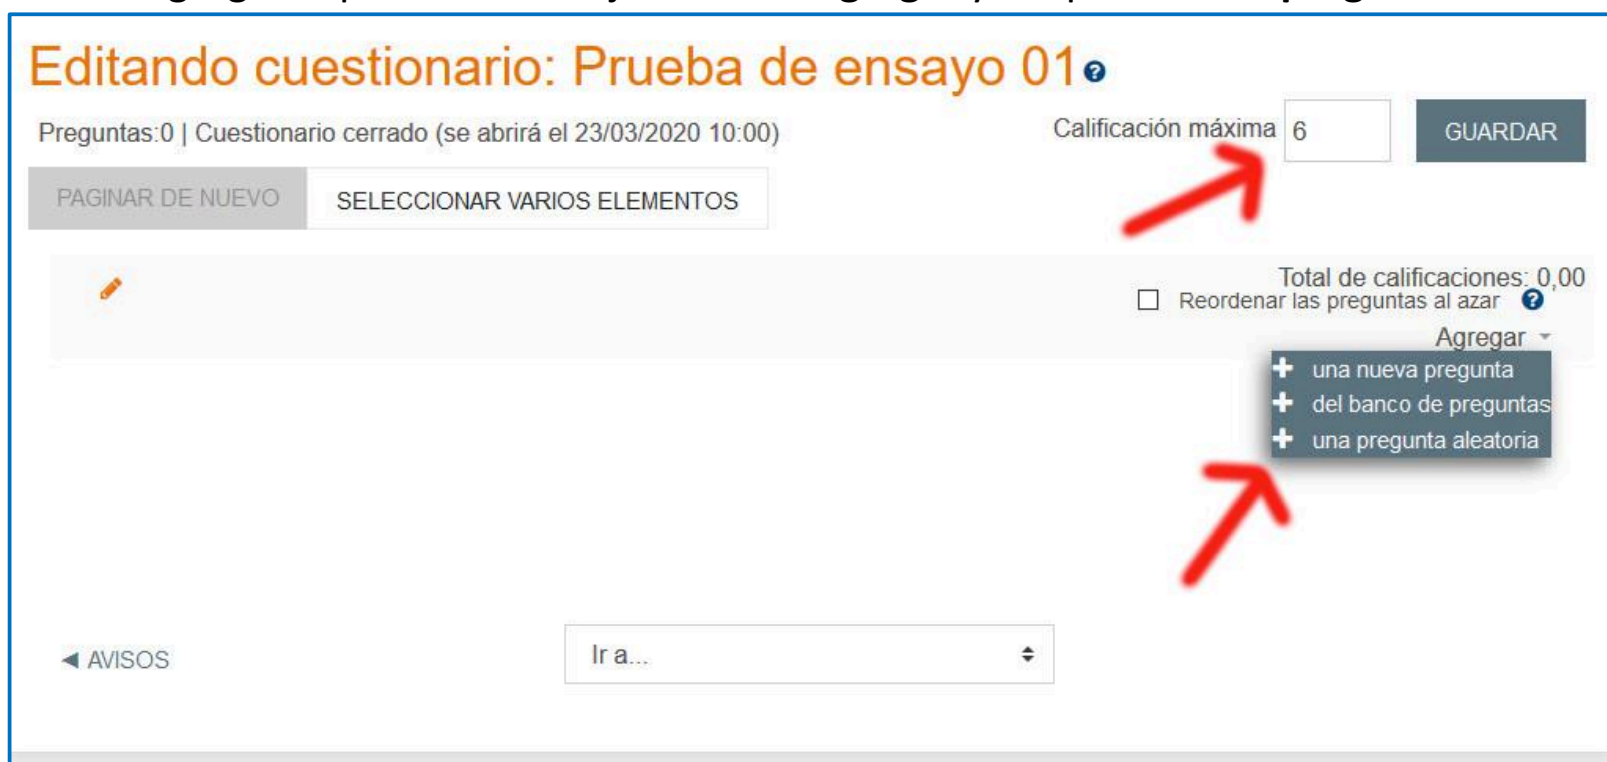 Editando cuestionario: Prueba de ensayo 01
Preguntas:0 | Cuestionario cerrado (se abrirá el 23/03/2020 10:00)
Calificación máxima 6 GUARDAR
PAGINAR DE NUEVO SELECCIONAR VARIOS ELEMENTOS
Total de calificaciones: 0,00
Reordenar las preguntas al azar
Agregar
una nueva pregunta
del banco de preguntas
una pregunta aleatoria
◄ AVISOS
Ir a...